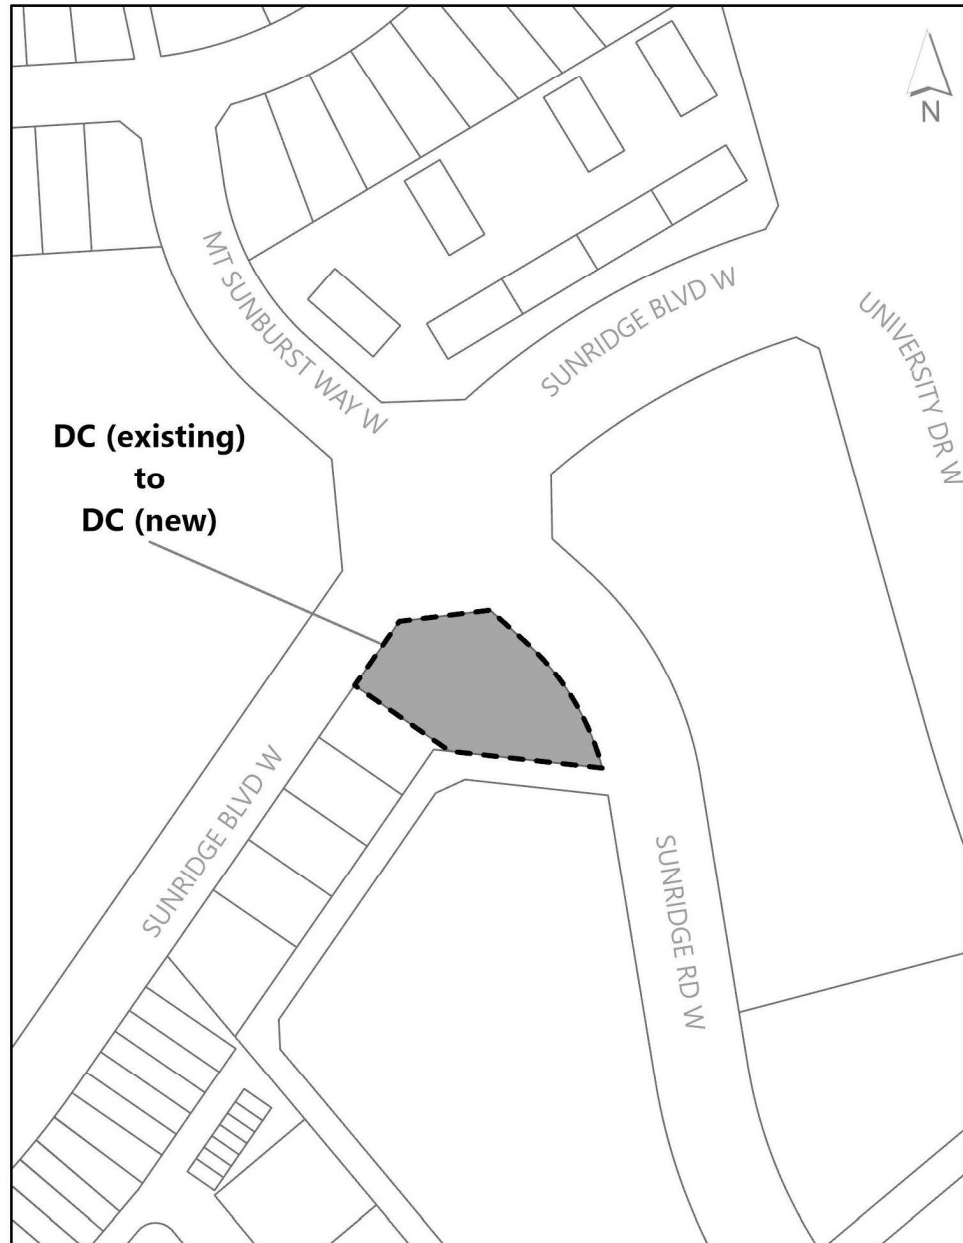 N
MT SUNBURST WAY W
SUNRIDGE BLVD W
UNIVERSITY DR W
DC (existing)
to
DC (new)
SUNRIDGE BLVD W
SUNRIDGE RD W